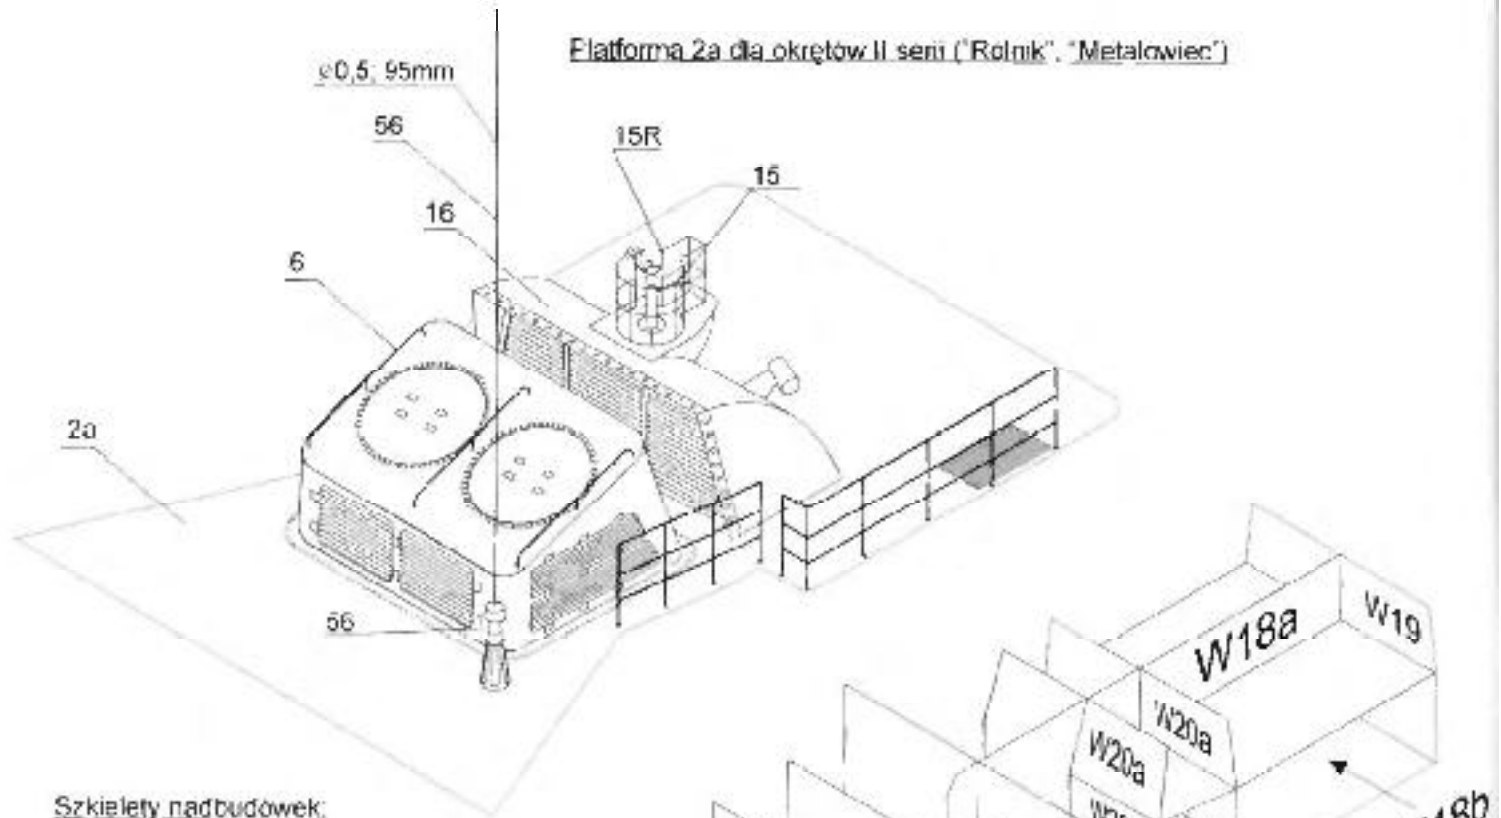 Platforma 2a dla okrętów II serii ("Rolnik", "Metalowiec")
⌀0,5; 95mm
56
15R
15
16
6
2a
56
W18a
W19
W20a
W20a
Szkielety nadbudówek: